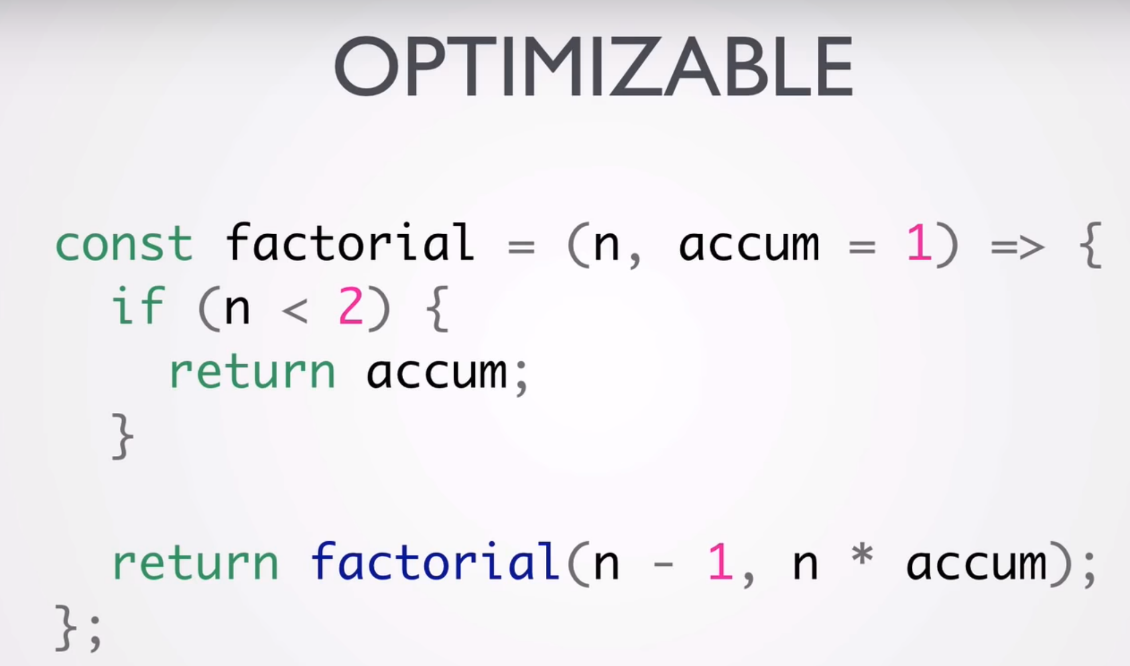 OPTIMIZABLE
const factorial = (n, accum = 1) => {
  if (n < 2) {
    return accum;
  }

  return factorial(n - 1, n * accum);
};